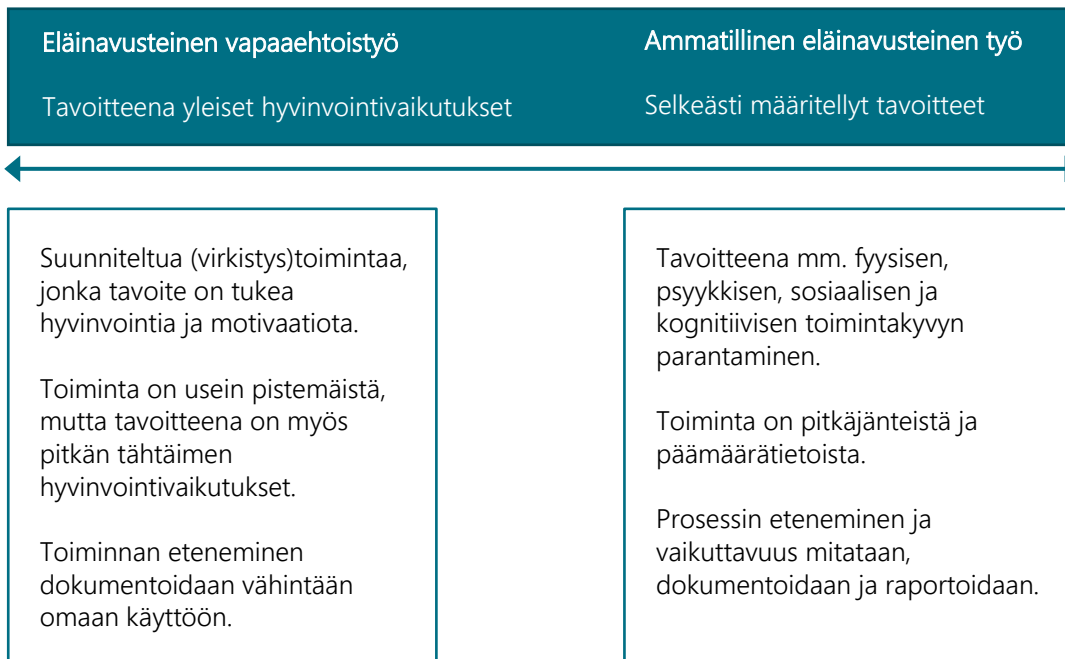 Eläinavusteinen vapaaehtoistyö
Tavoitteena yleiset hyvinvointivaikutukset
Ammatillinen eläinavusteinen työ
Selkeästi määritellyt tavoitteet
Suunniteltua (virkistys)toimintaa,
jonka tavoite on tukea
hyvinvointia ja motivaatiota.
Toiminta on usein pistemäistä,
mutta tavoitteena on myös
pitkän tähtäimen
hyvinvointivaikutukset.
Toiminnan eteneminen
dokumentoidaan vähintään
omaan käyttöön.
Tavoitteena mm. fyysisen,
psyykkisen, sosiaalisen ja
kognitiivisen toimintakyvyn
parantaminen.
Toiminta on pitkäjänteistä ja
päämäärätietoista.
Prosessin eteneminen ja
vaikuttavuus mitataan,
dokumentoidaan ja raportoidaan.